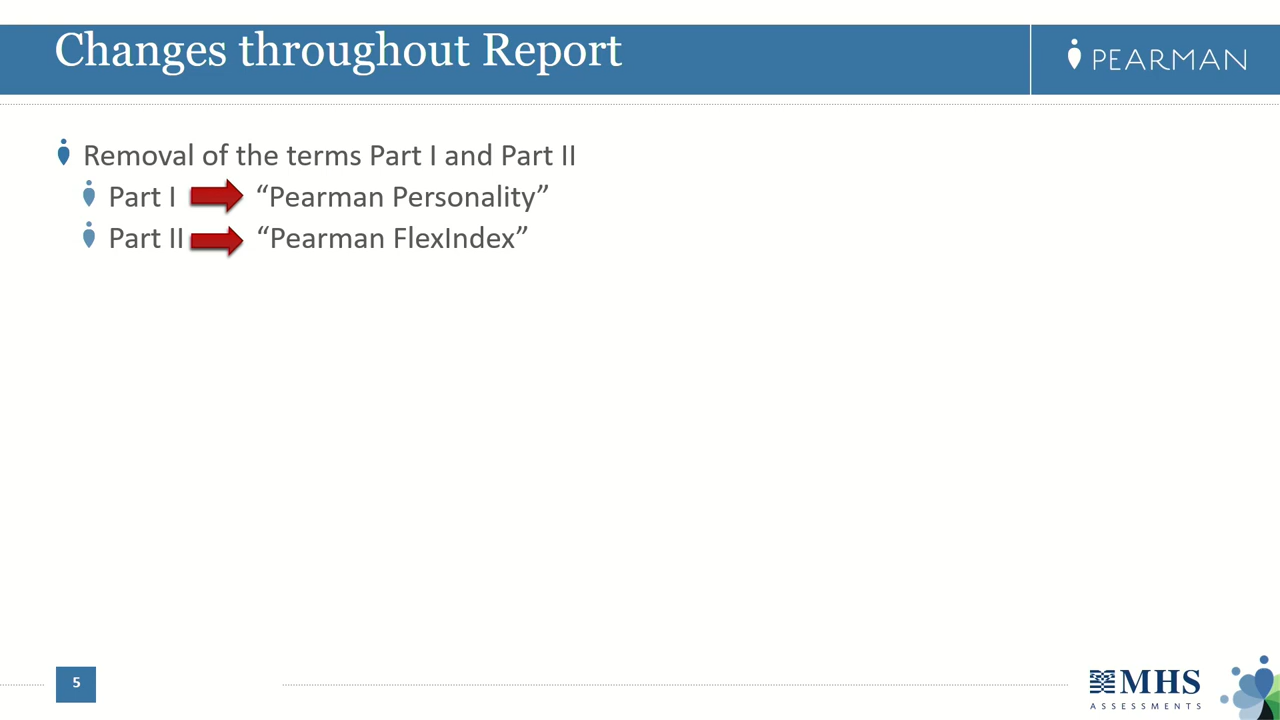 Changes throughout Report
PEARMAN
Removal of the terms Part I and Part II
Part I “Pearman Personality”
Part II “Pearman FlexIndex”
5
MHS
ASSESSMENTS